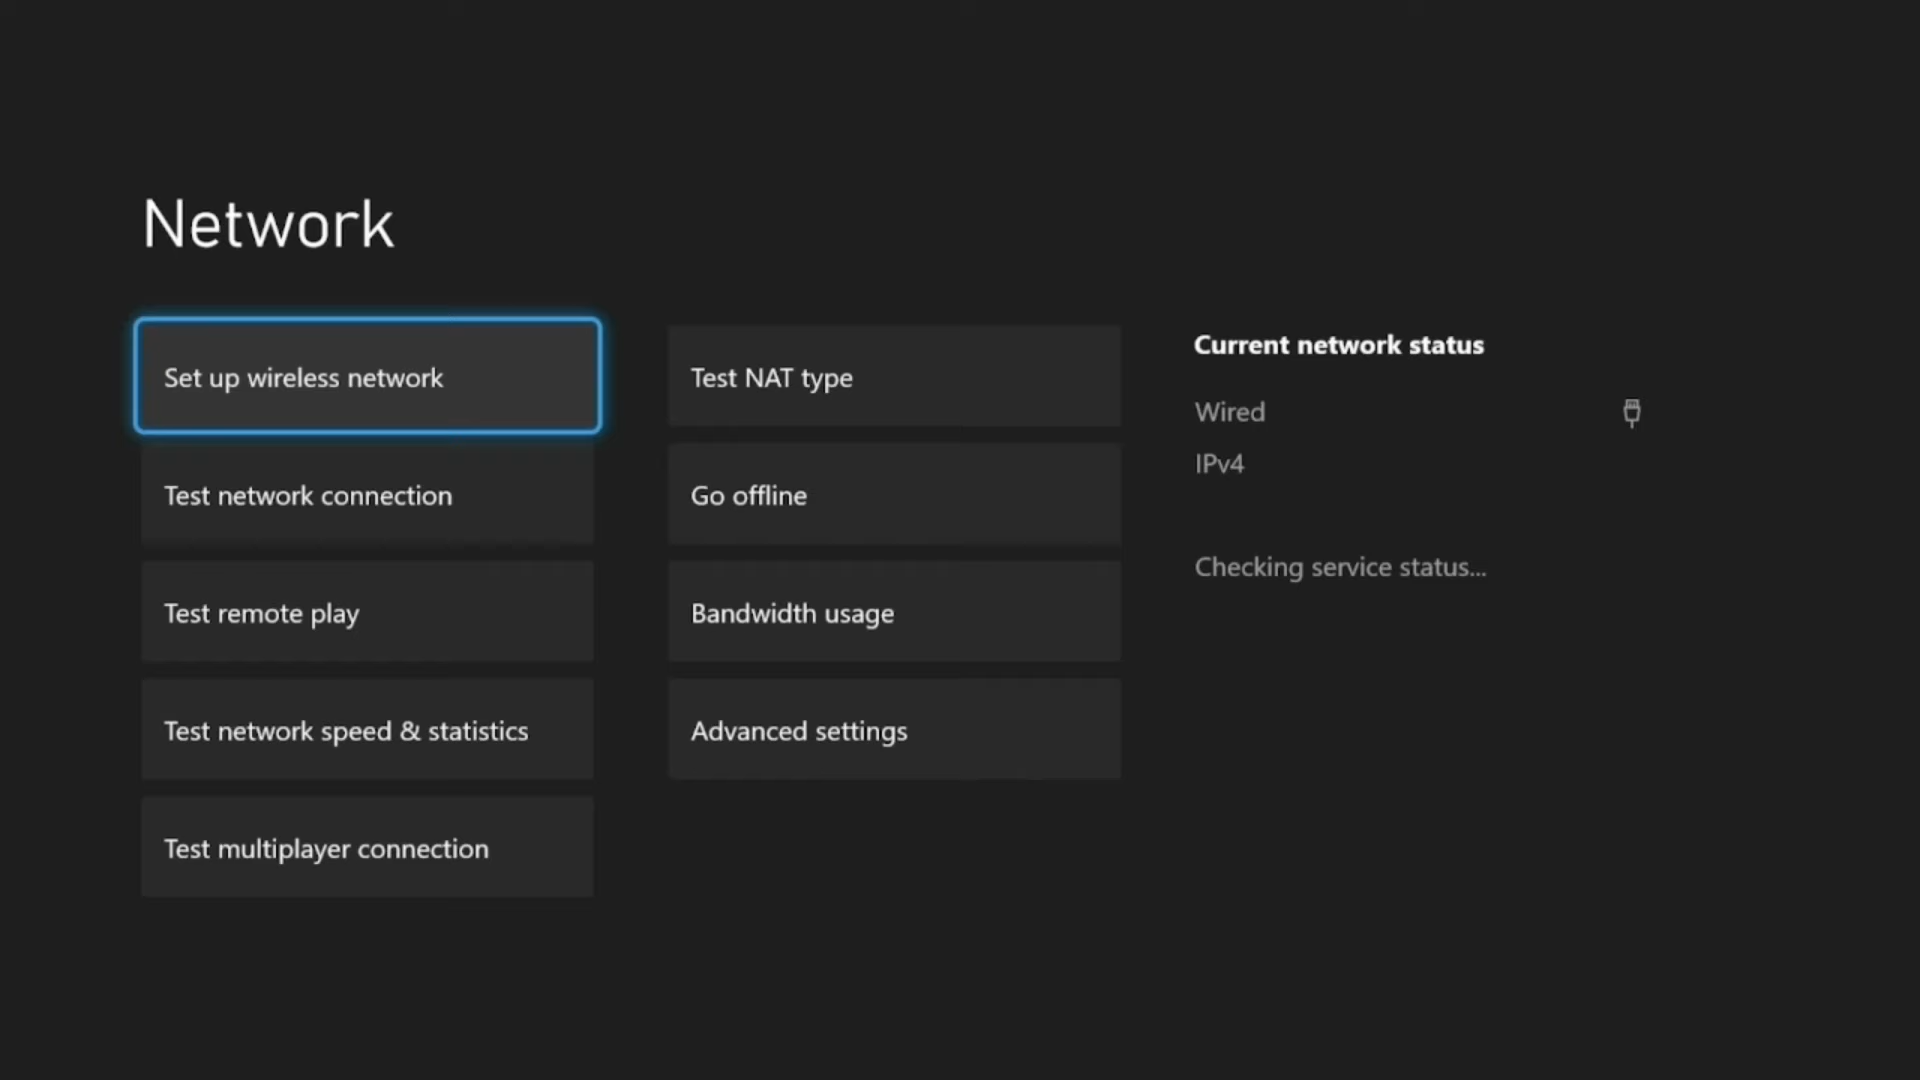 Network
Set up wireless network
Test network connection
Test remote play
Test network speed & statistics
Test multiplayer connection
Test NAT type
Go offline
Bandwidth usage
Advanced settings
Current network status
Wired
IPv4
Checking service status...